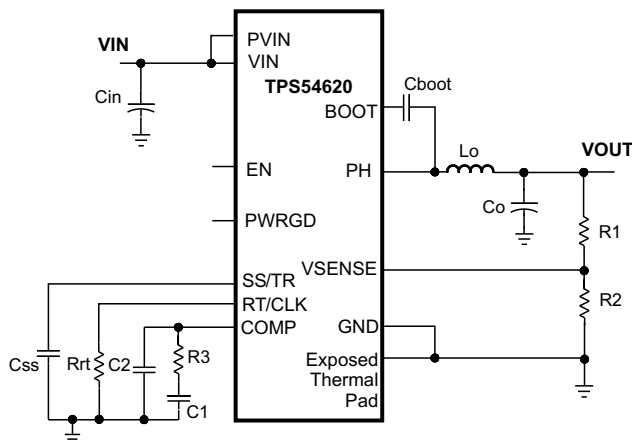 VIN
PVIN
VIN
TPS54620
Cboot
Cin
BOOT
Lo
VOUT
EN
PH
Co
R1
PWRGD
VSENSE
SS/TR
R2
RT/CLK
COMP
GND
Css
Rrt
C2
R3
Exposed
Thermal
Pad
C1